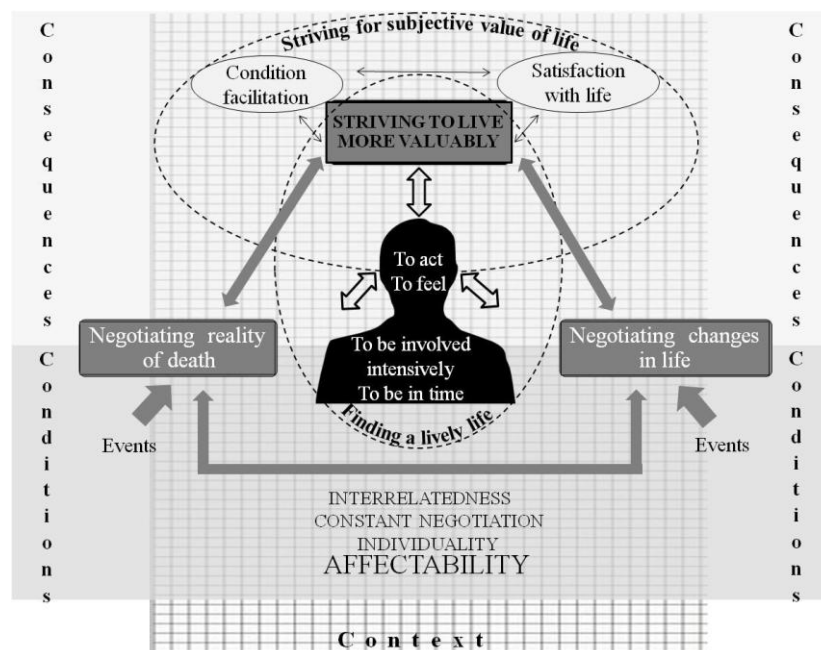 Consequences
Consequences
Striving for subjective value of life
Condition
facilitation
Satisfaction
with life
STRIVING TO LIVE
MORE VALUABLY
To act
To feel
Negotiating reality
of death
To be involved
intensively
To be in time
Negotiating changes
in life
Finding a lively life
Events
Events
Conditions
Conditions
INTERRELATEDNESS
CONSTANT NEGOTIATION
INDIVIDUALITY
AFFECTABILITY
Context